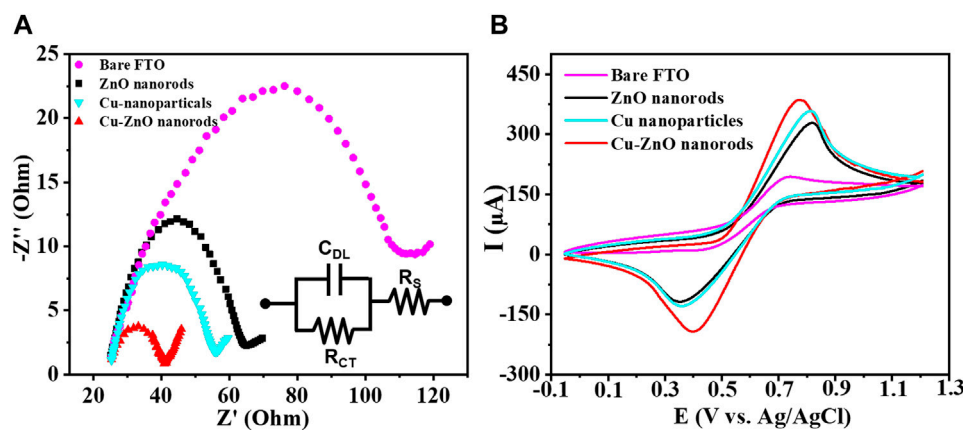 A
25
20
15
10
5
0
-Z'' (Ohm)
Bare FTO
ZnO nanorods
Cu-nanoparticals
Cu-ZnO nanorods
C_DL
R_S
R_CT
20 40 60 80 100 120 140
Z' (Ohm)
B
450
300
150
0
-150
-300
I (µA)
Bare FTO
ZnO nanorods
Cu nanoparticles
Cu-ZnO nanorods
-0.1 0.1 0.3 0.5 0.7 0.9 1.1 1.3
E (V vs. Ag/AgCl)